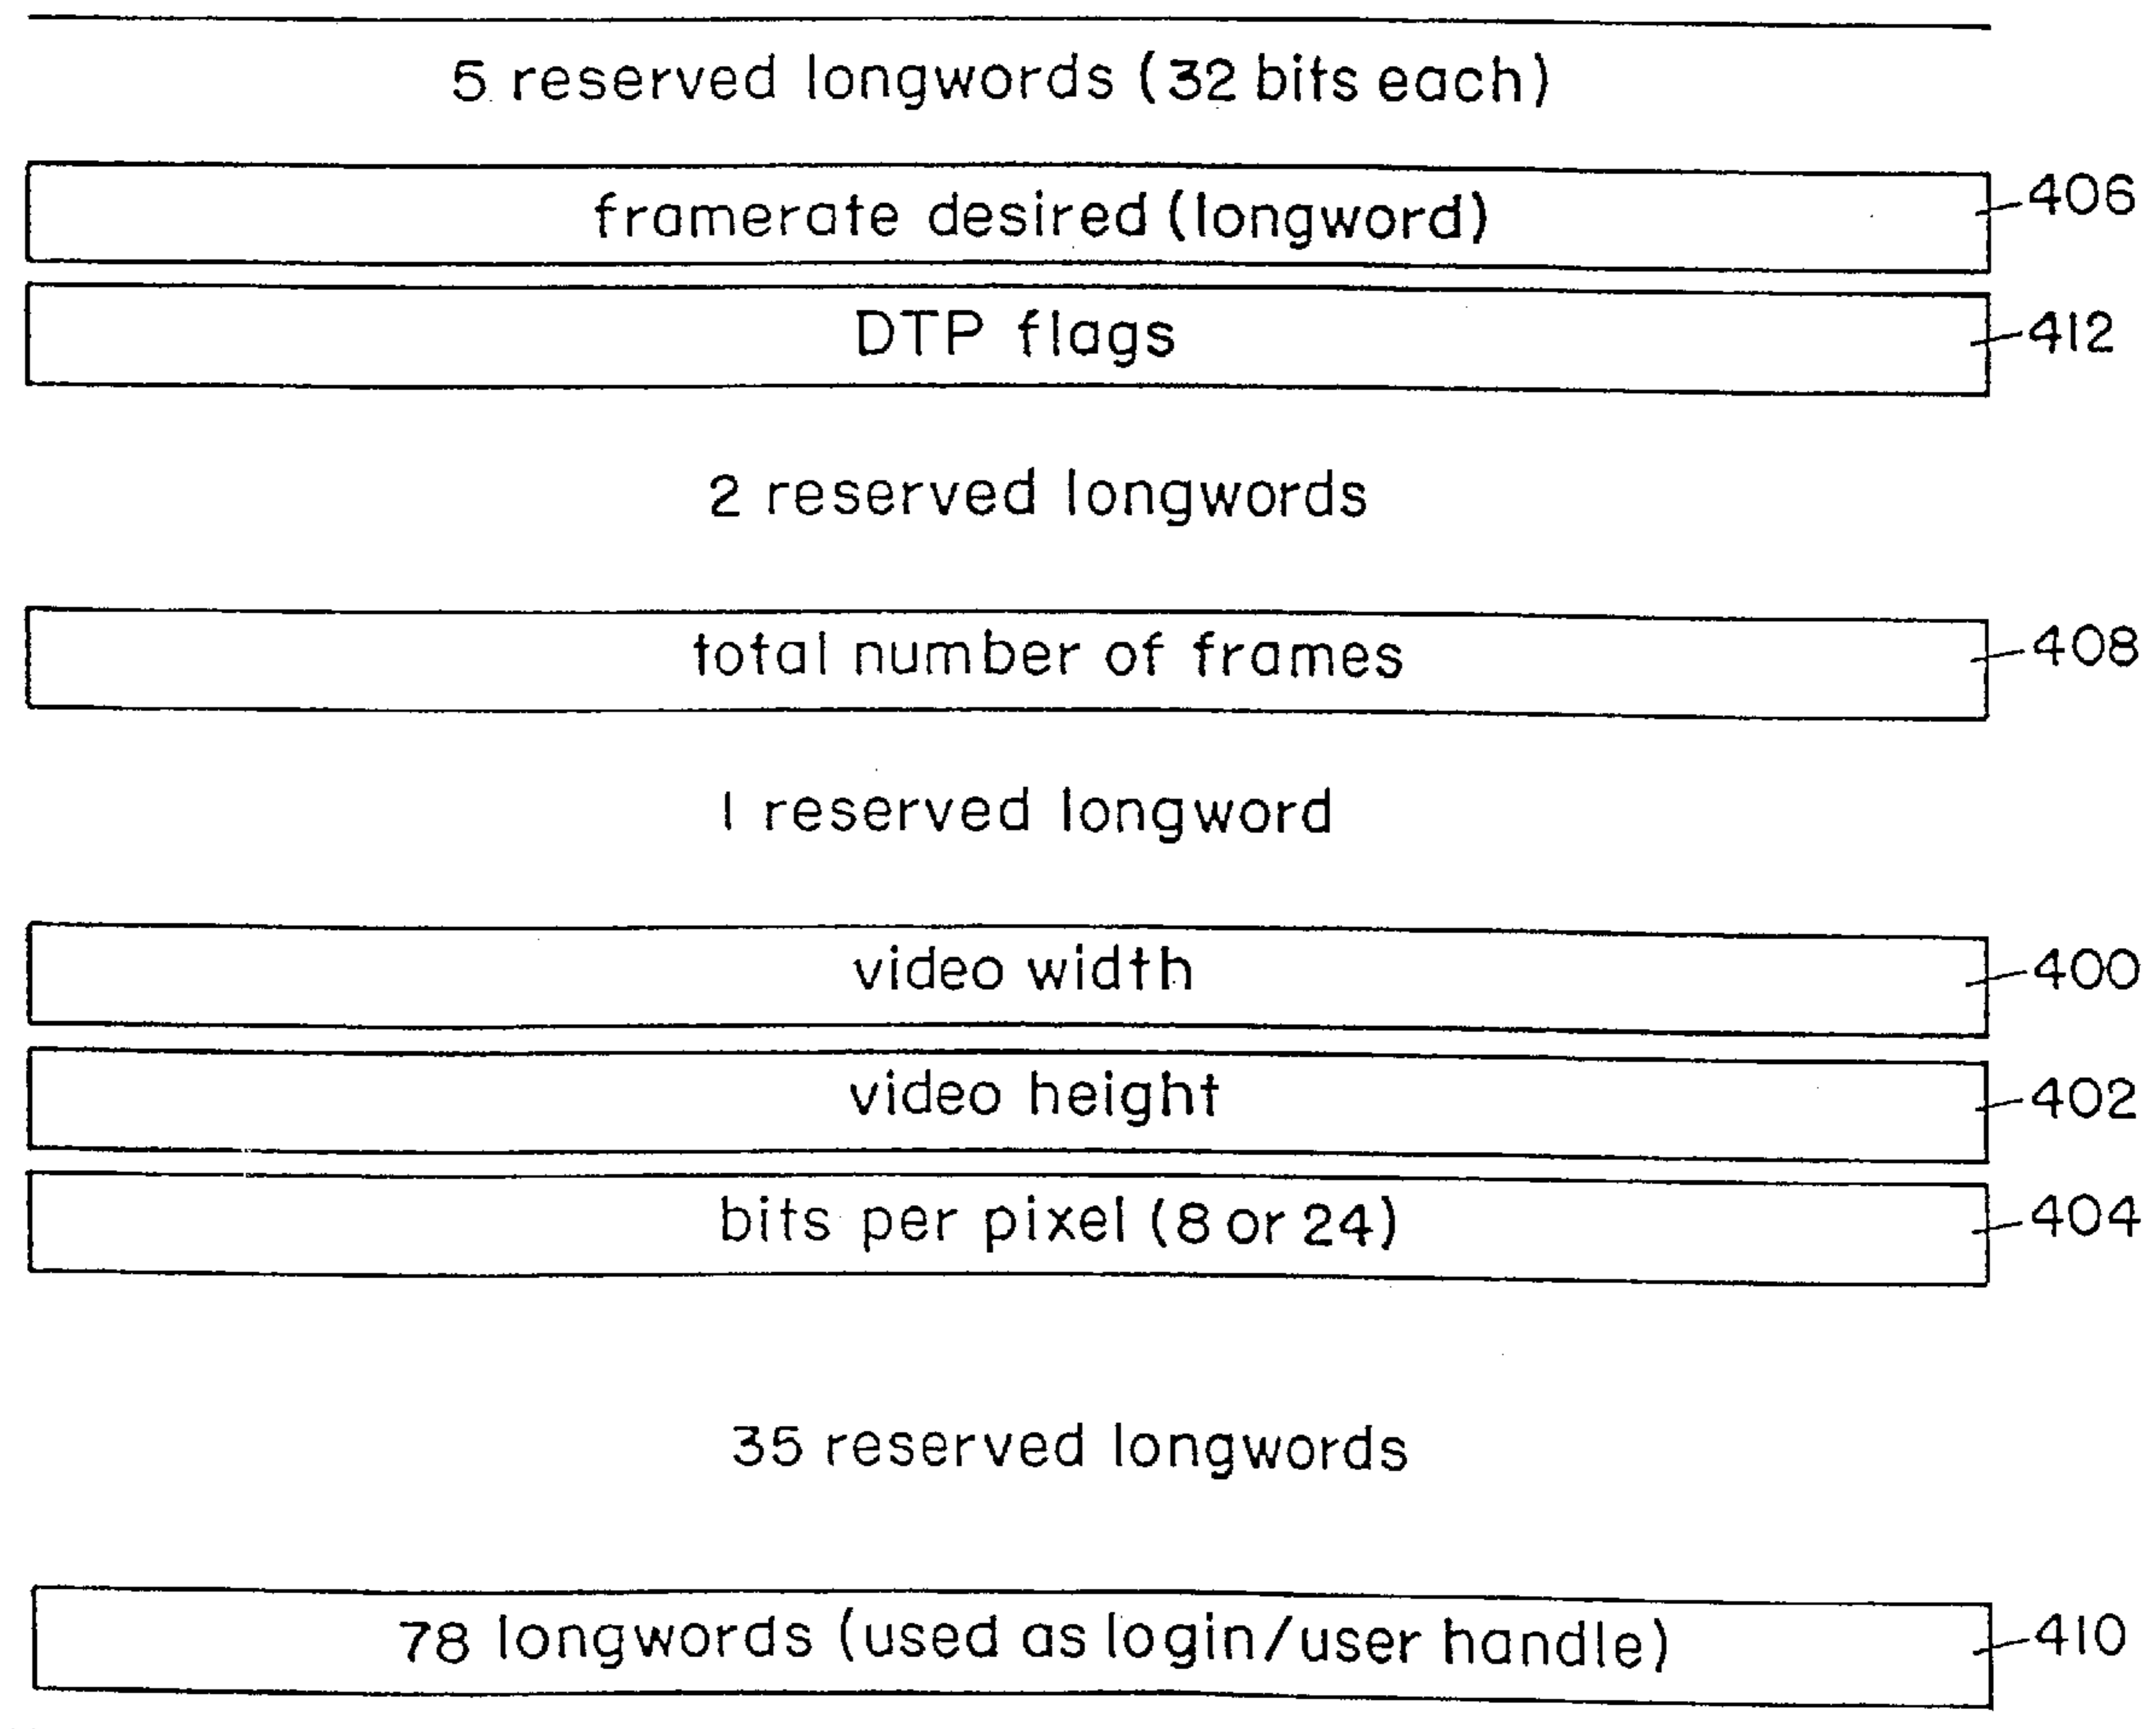 5 reserved longwords (32 bits each)
framerate desired (longword) 406
DTP flags 412
2 reserved longwords
total number of frames 408
1 reserved longword
video width 400
video height 402
bits per pixel (8 or 24) 404
35 reserved longwords
78 longwords (used as login/user handle) 410